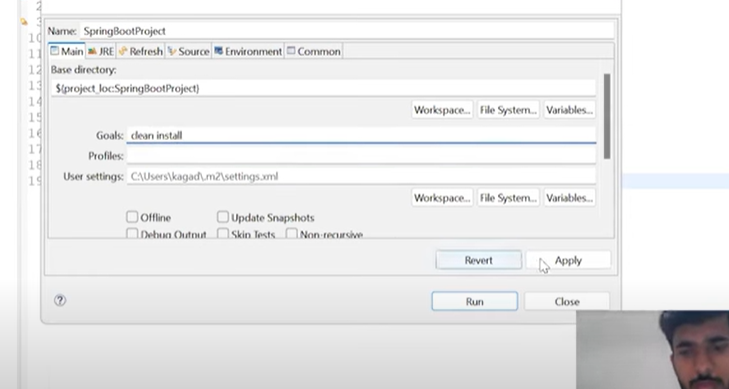 2
3
Name: SpringBootProject
10
11
Main JRE Refresh Source Environment Common
12
Base directory:
13
${project_loc:SpringBootProject}
14
15
Workspace... File System... Variables...
16
Goals: clean install
17
Profiles:
18
User settings: C:\Users\kagad\.m2\settings.xml
19
Workspace... File System... Variables...
Offline Update Snapshots
Debug Output Skip Tests Non-recursive
Revert Apply
? Run Close